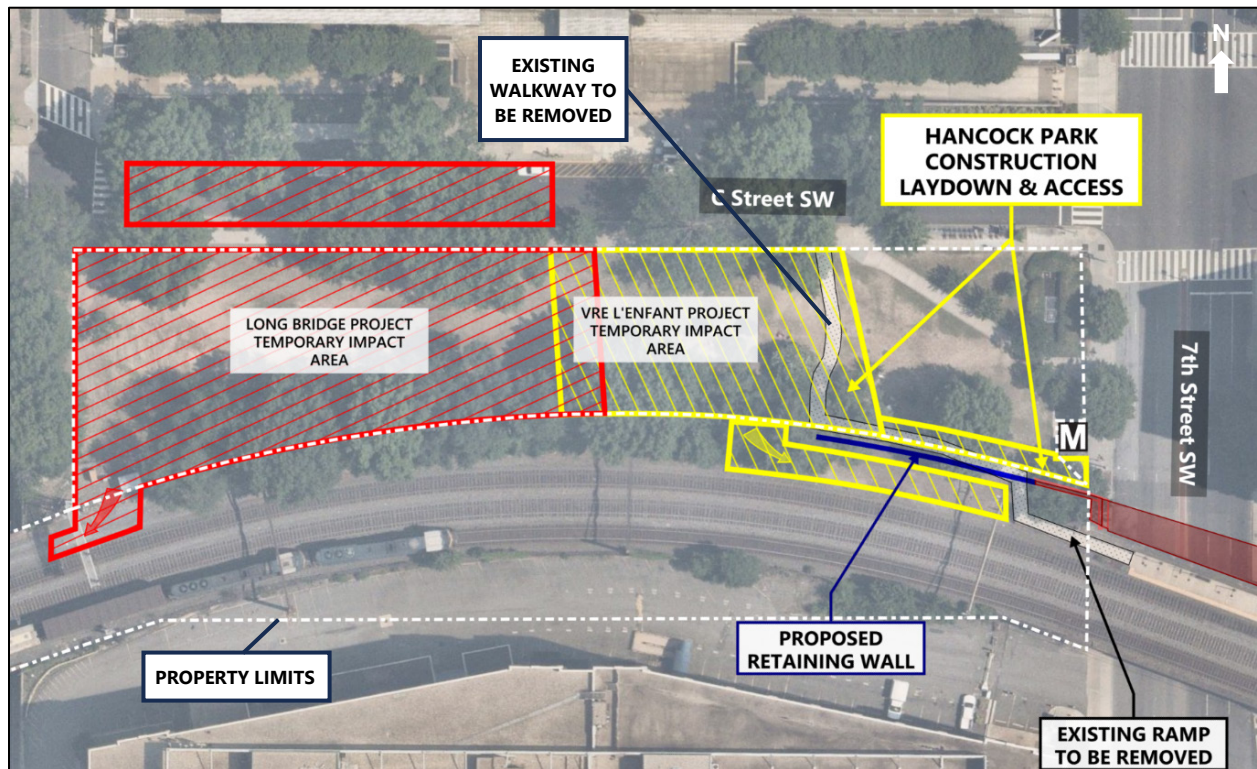 N
EXISTING
WALKWAY TO
BE REMOVED
HANCOCK PARK
CONSTRUCTION
LAYDOWN & ACCESS
C Street SW
LONG BRIDGE PROJECT
TEMPORARY IMPACT
AREA
VRE L'ENFANT PROJECT
TEMPORARY IMPACT
AREA
7th Street SW
M
PROPERTY LIMITS
PROPOSED
RETAINING WALL
EXISTING RAMP
TO BE REMOVED